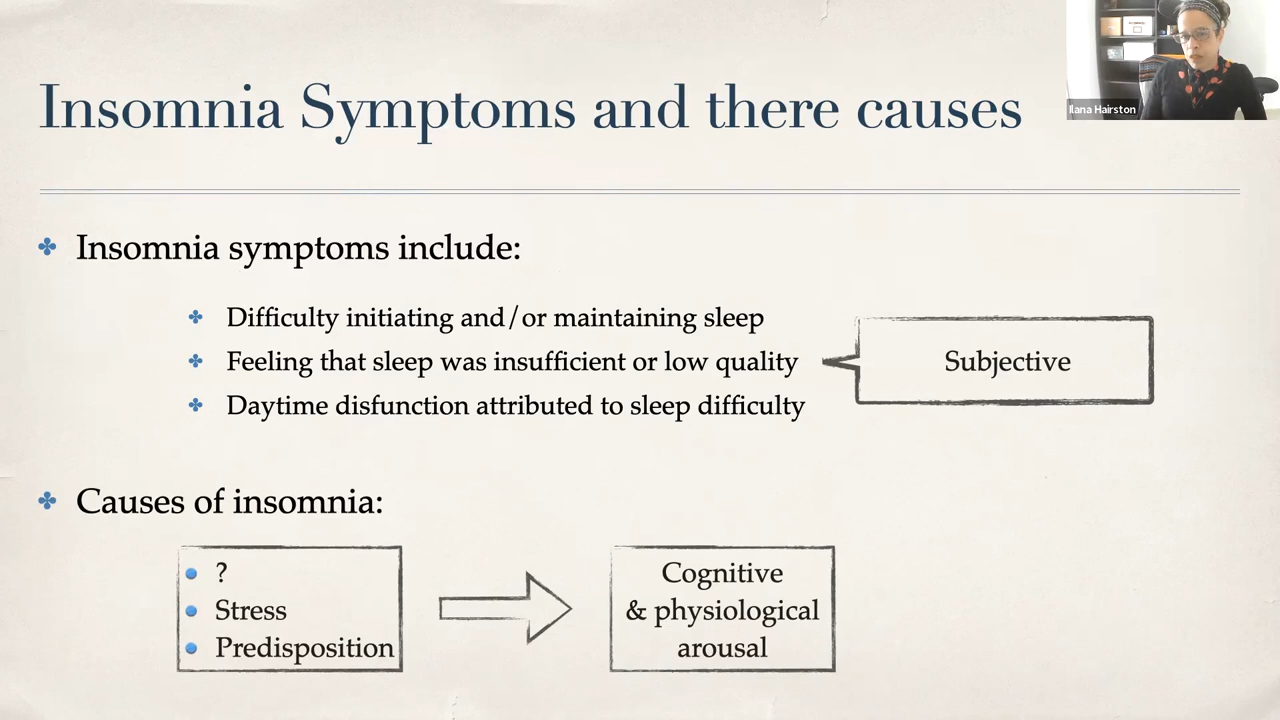 Insomnia Symptoms and there causes
Ilana Hairston
Insomnia symptoms include:
Difficulty initiating and/or maintaining sleep
Feeling that sleep was insufficient or low quality
Daytime disfunction attributed to sleep difficulty
Subjective
Causes of insomnia:
?
Stress
Predisposition
Cognitive
& physiological
arousal